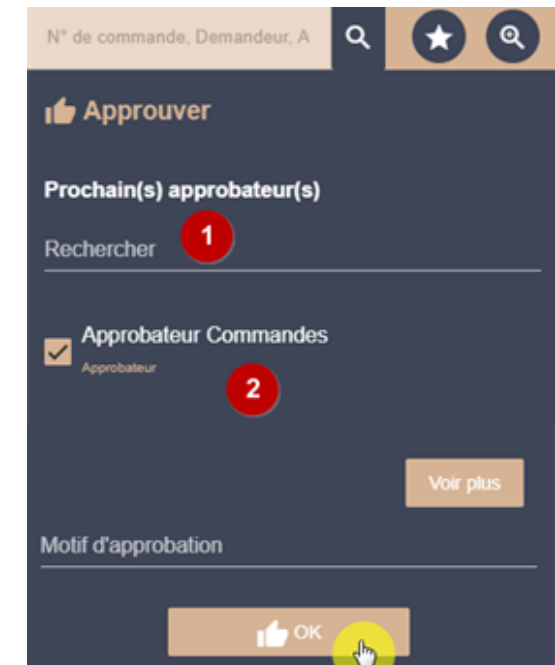 N° de commande, Demandeur, A
Approuver
Prochain(s) approbateur(s)
Rechercher
1
Approbateur Commandes
Approbateur
2
Voir plus
Motif d'approbation
OK